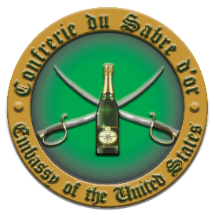 Confrerie du Sabre d'or
Embassy of the United States